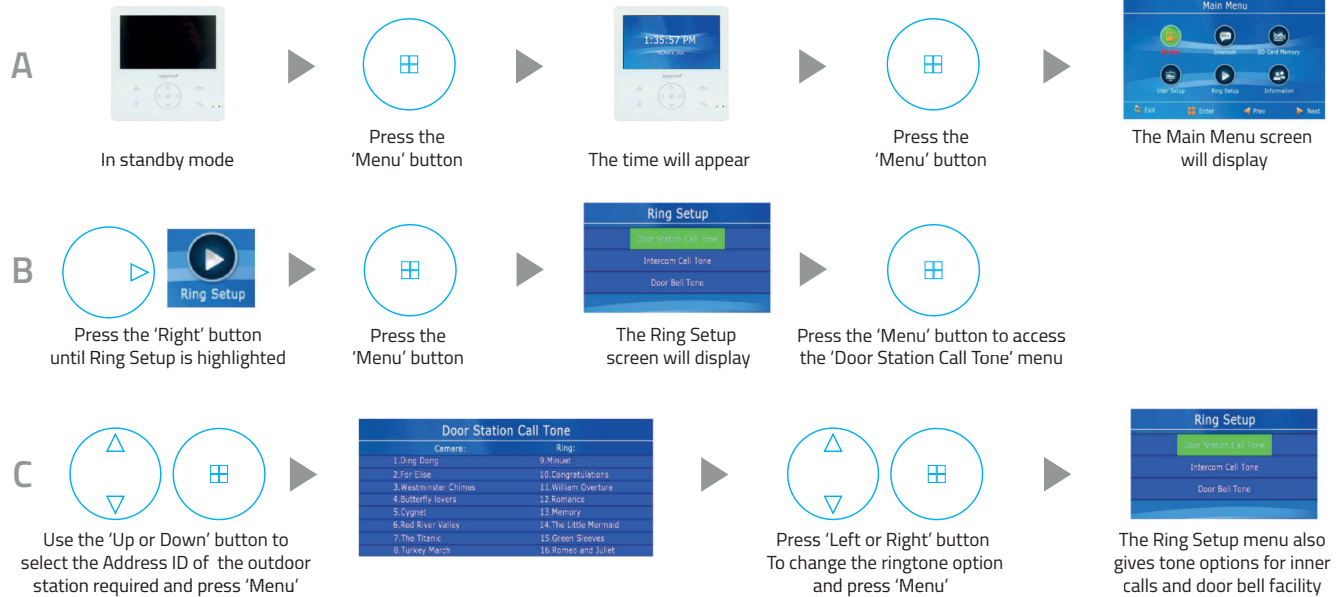 A
1:35:57 PM
Press the
'Menu' button
In standby mode
The time will appear
Press the
'Menu' button
Main Menu
Intercom
SD Card Memory
User Setup
Ring Setup
Information
Exit
Enter
Prev
Next
The Main Menu screen
will display
B
Ring Setup
Press the 'Right' button
until Ring Setup is highlighted
Press the
'Menu' button
Ring Setup
Door Station Call Tone
Intercom Call Tone
Door Bell Tone
The Ring Setup
screen will display
Press the 'Menu' button to access
the 'Door Station Call Tone' menu
C
Use the 'Up or Down' button to
select the Address ID of the outdoor
station required and press 'Menu'
Door Station Call Tone
Camera: Ring:
1.Ding Dong 9.Minuet
2.For Elise 10.Congratulations
3.Westminster Chimes 11.William Overture
4.Butterfly lovers 12.Romance
5.Cygnet 13.Memory
6.Red River Valley 14.The Little Mermaid
7.The Titanic 15.Green Sleeves
8.Turkey March 16.Romeo and Juliet
Press 'Left or Right' button
To change the ringtone option
and press 'Menu'
Ring Setup
Door Station Call Tone
Intercom Call Tone
Door Bell Tone
The Ring Setup menu also
gives tone options for inner
calls and door bell facility